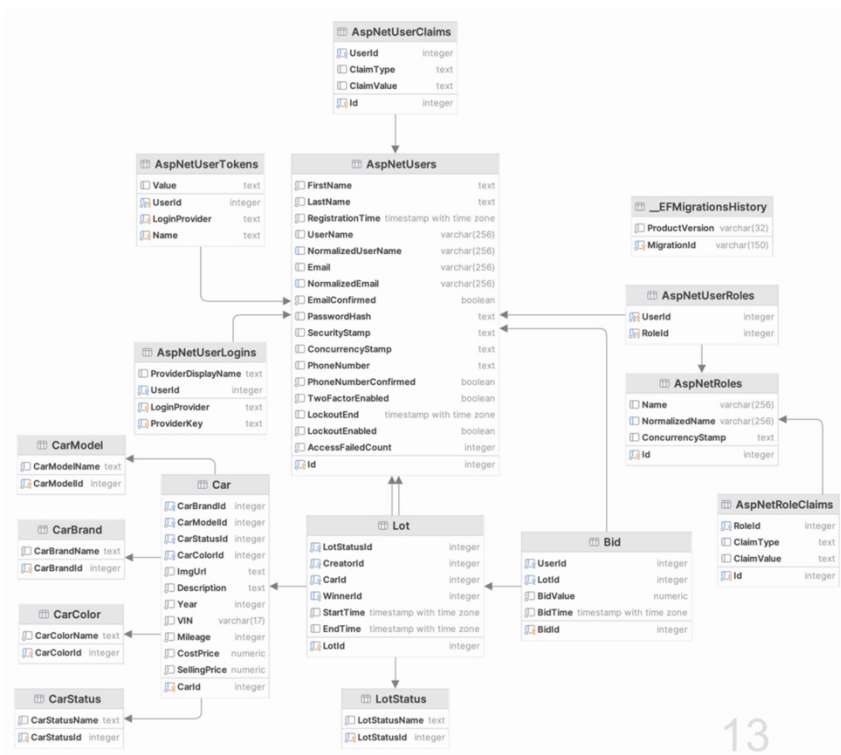 AspNetUserClaims
UserId integer
ClaimType text
ClaimValue text
Id integer
AspNetUserTokens
Value text
UserId integer
LoginProvider text
Name text
AspNetUsers
FirstName text
LastName text
RegistrationTime timestamp with time zone
UserName varchar(256)
NormalizedUserName varchar(256)
Email varchar(256)
NormalizedEmail varchar(256)
EmailConfirmed boolean
PasswordHash text
SecurityStamp text
ConcurrencyStamp text
PhoneNumber text
PhoneNumberConfirmed boolean
TwoFactorEnabled boolean
LockoutEnd timestamp with time zone
LockoutEnabled boolean
AccessFailedCount integer
Id integer
__EFMigrationsHistory
ProductVersion varchar(32)
MigrationId varchar(150)
AspNetUserRoles
UserId integer
RoleId integer
AspNetUserLogins
ProviderDisplayName text
UserId integer
LoginProvider text
ProviderKey text
AspNetRoles
Name varchar(256)
NormalizedName varchar(256)
ConcurrencyStamp text
Id integer
CarModel
CarModelName text
CarModelId integer
Car
CarBrandId integer
CarModelId integer
CarStatusId integer
CarColorId integer
ImgUrl text
Description text
Year integer
VIN varchar(17)
Mileage integer
CostPrice numeric
SellingPrice numeric
CarId integer
AspNetRoleClaims
RoleId integer
ClaimType text
ClaimValue text
Id integer
CarBrand
CarBrandName text
CarBrandId integer
Lot
LotStatusId integer
CreatorId integer
CarId integer
WinnerId integer
StartTime timestamp with time zone
EndTime timestamp with time zone
LotId integer
Bid
UserId integer
LotId integer
BidValue numeric
BidTime timestamp with time zone
BidId integer
CarColor
CarColorName text
CarColorId integer
CarStatus
CarStatusName text
CarStatusId integer
LotStatus
LotStatusName text
LotStatusId integer
13